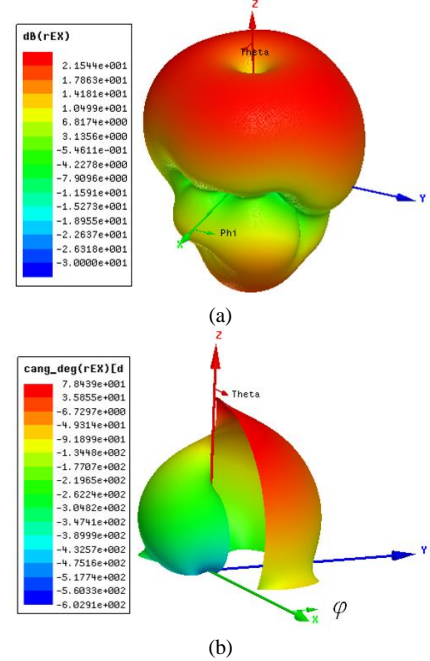 dB(rEX)
2.1544e+001
1.7863e+001
1.4181e+001
1.0499e+001
6.8174e+000
3.1356e+000
-5.4611e-001
-4.2278e+000
-7.9096e+000
-1.1591e+001
-1.5273e+001
-1.8955e+001
-2.2637e+001
-2.6318e+001
-3.0000e+001
Z
Theta
Y
X
Phi
(a)
cang_deg(rEX)[d
7.8439e+001
3.5855e+001
-6.7297e+000
-4.9314e+001
-9.1899e+001
-1.3448e+002
-1.7707e+002
-2.1965e+002
-2.6224e+002
-3.0482e+002
-3.4741e+002
-3.8999e+002
-4.3257e+002
-4.7516e+002
-5.1774e+002
-5.6033e+002
-6.0291e+002
Z
Theta
Y
X
φ
(b)